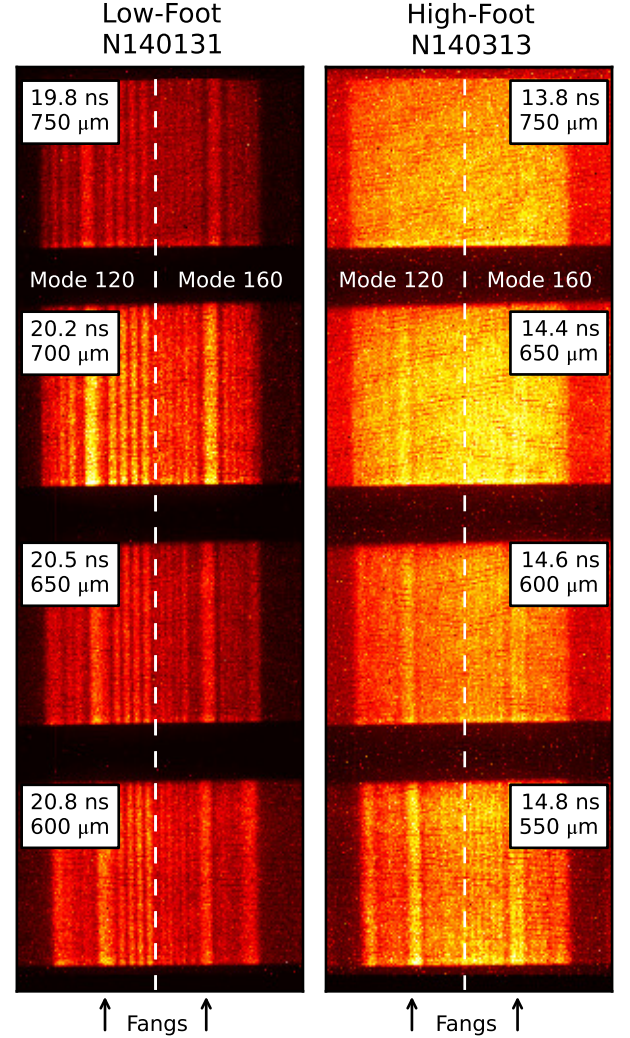 Low-Foot
N140131
High-Foot
N140313
19.8 ns
750 μm
13.8 ns
750 μm
Mode 120
Mode 160
Mode 120
Mode 160
20.2 ns
700 μm
14.4 ns
650 μm
20.5 ns
650 μm
14.6 ns
600 μm
20.8 ns
600 μm
14.8 ns
550 μm
Fangs
Fangs